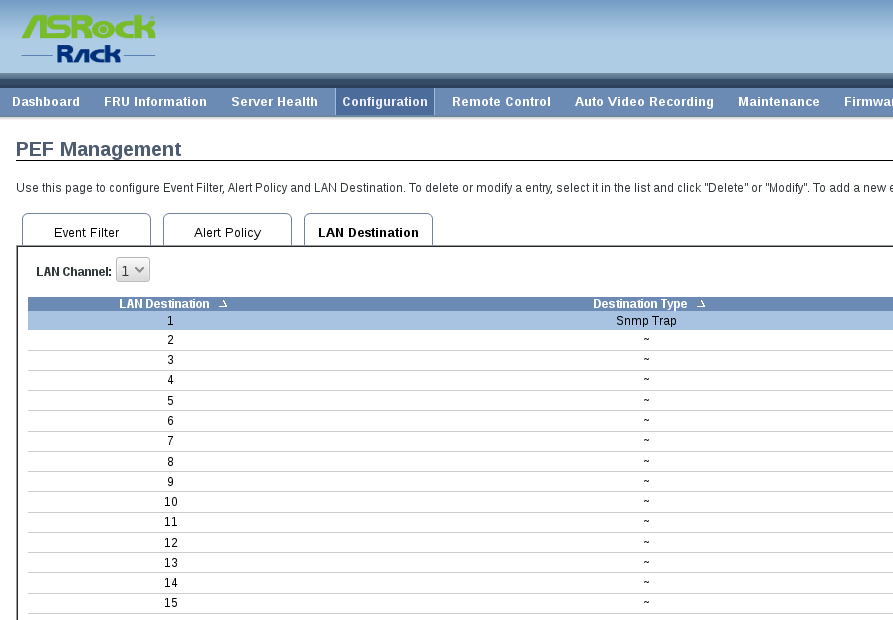 ASRock
Rack
Dashboard FRU Information Server Health Configuration Remote Control Auto Video Recording Maintenance
PEF Management
Use this page to configure Event Filter, Alert Policy and LAN Destination. To delete or modify a entry, select it in the list and click "Delete" or "Modify". To add a new
Event Filter Alert Policy LAN Destination
LAN Channel: 1
LAN Destination Destination Type
1 Snmp Trap
2 ~
3 ~
4 ~
5 ~
6 ~
7 ~
8 ~
9 ~
10 ~
11 ~
12 ~
13 ~
14 ~
15 ~